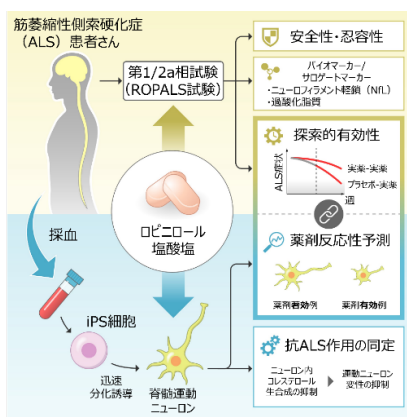 筋萎縮性側索硬化症
（ALS）患者さん
第1/2a相試験
（ROPALS試験）
安全性・忍容性
バイオマーカー/
サロゲートマーカー
・ニューロフィラメント軽鎖（NfL）
・過酸化脂質
探索的有効性
ALS症状
実薬-実薬
プラセボ-実薬
週
ロピニロール
塩酸塩
採血
薬剤反応性予測
薬剤著効例
薬剤有効例
iPS細胞
迅速
分化誘導
脊髄運動
ニューロン
抗ALS作用の同定
ニューロン内
コレステロール
生合成の抑制
運動ニューロン
変性の抑制